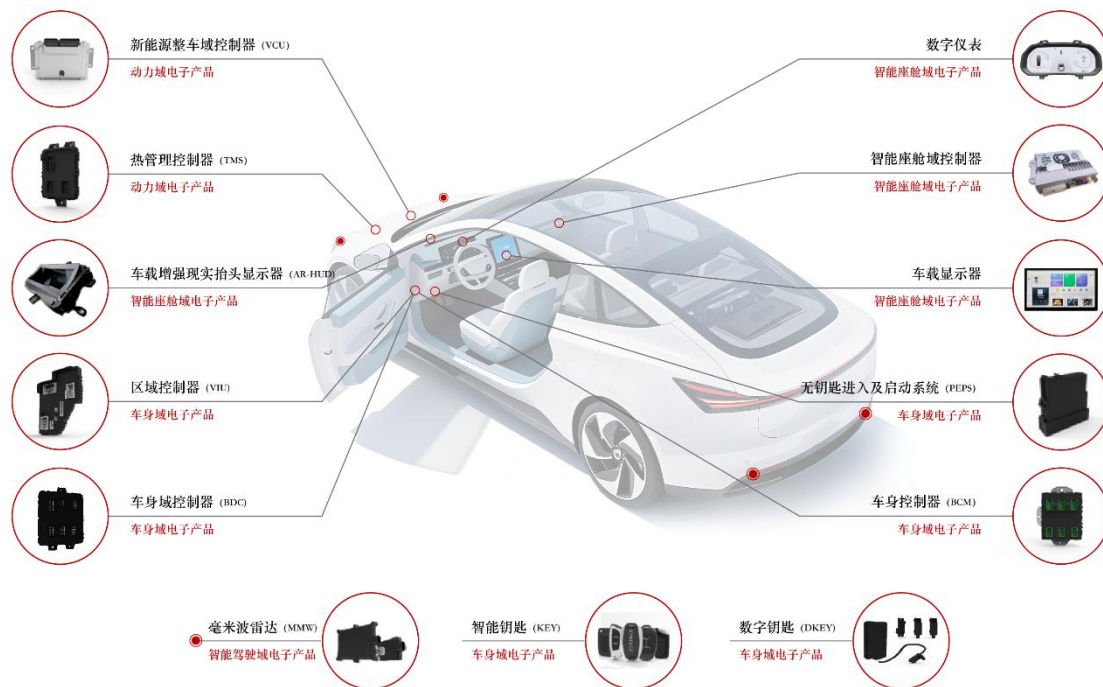 新能源整车域控制器 (VCU)
动力域电子产品
数字仪表
智能座舱域电子产品
热管理控制器 (TMS)
动力域电子产品
智能座舱域控制器
智能座舱域电子产品
车载增强现实抬头显示器 (AR-HUD)
智能座舱域电子产品
车载显示器
智能座舱域电子产品
区域控制器 (VIU)
车身域电子产品
无钥匙进入及启动系统 (PEPS)
车身域电子产品
车身域控制器 (BDC)
车身域电子产品
车身控制器 (BCM)
车身域电子产品
毫米波雷达 (MMW)
智能驾驶域电子产品
智能钥匙 (KEY)
车身域电子产品
数字钥匙 (DKEY)
车身域电子产品